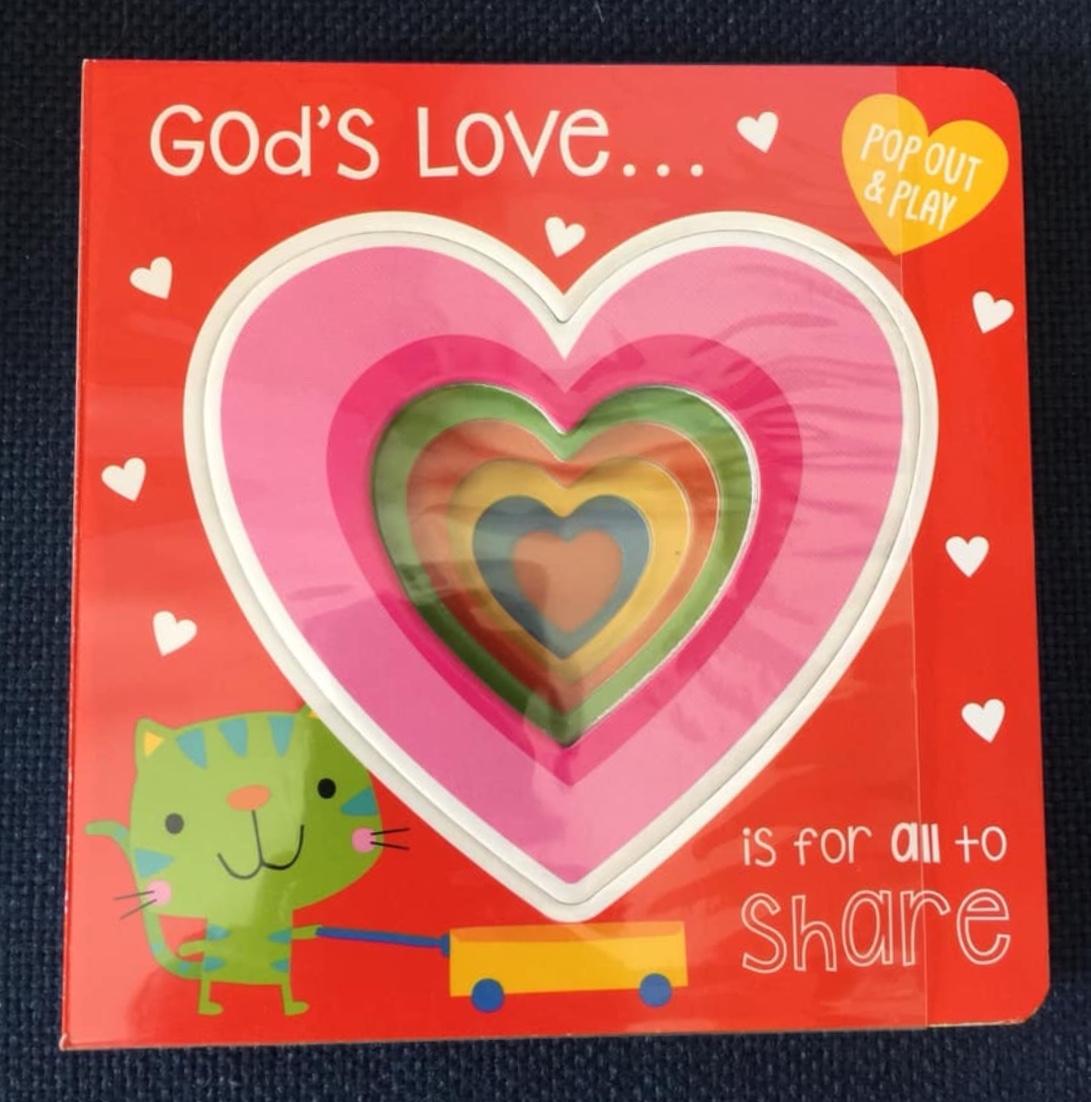 God's Love...
POP OUT
& PLAY
is for all to
Share